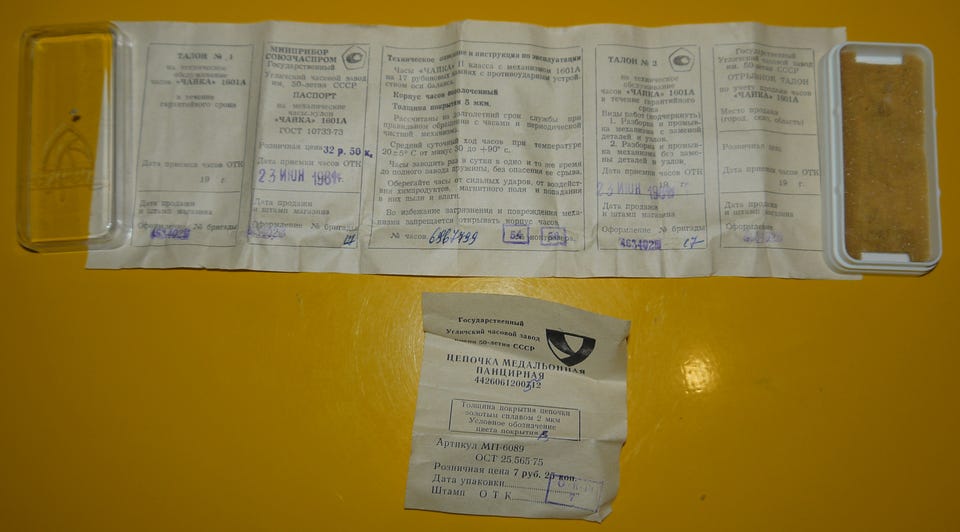 ТАЛОН № 1
на техническое
обслуживание
часов «ЧАЙКА» 1601А
в течение
гарантийного срока
Дата приемки часов ОТК
19 г.
Дата продажи
и штамп магазина
МИНПРИБОР
СОЮЗЧАСПРОМ
Государственный
Угличский часовой завод
им. 50-летия СССР
ПАСПОРТ
на механические
часы-кулон
«ЧАЙКА» 1601А
ГОСТ 10733-73
Розничная цена 32 р. 50 к.
Дата приемки часов ОТК
23 ИЮН 1981г.
Дата продажи
и штамп магазина
Оформление № бригады
Техническое описание и инструкция по эксплуатации
Часы «ЧАЙКА» II класса с механизмом 1601А
на 17 рубиновых камнях с противоударным устрой-
ством оси баланса.
Корпус часов позолоченный.
Толщина покрытия 5 мкм.
Рассчитаны на долголетний срок службы при
правильном обращении с часами и периодической
чисткой механизма.
Средний суточный ход часов при температуре
20±5° С от минус 30 до +90° с.
Часы заводить раз в сутки в одно и то же время
до полного завода пружины, без опасения ее срыва.
Оберегайте часы от сильных ударов, от воздейст-
вия химпродуктов, магнитного поля и попадания
в них пыли и влаги.
Во избежание загрязнения и повреждения меха-
низма запрещается открывать корпус часов.
№ часов 6967499 54 контролеров.
ТАЛОН № 2
на техническое
обслуживание
часов «ЧАЙКА» 1601А
в течение гарантийного
срока
Виды работ (подчеркнуть)
1. Разборка и промыв-
ка механизма с заменой
деталей и узлов.
2. Разборка и промыв-
ка механизма без заме-
ны деталей и узлов.
Дата приемки часов ОТК
23 ИЮН 1981г.
Дата продажи
и штамп магазина
Оформление № бригады
Государственный
Угличский часовой завод
им. 50-летия СССР
ОТРЫВНОЙ ТАЛОН
по учету продажи часов
«ЧАЙКА» 1601А
Место продажи
(город, село, область)
Розничная цена
Дата приемки часов ОТК
19 г.
Дата продажи
и штамп магазина
Оформление
Государственный
Угличский часовой завод
имени 50-летия СССР
ЦЕПОЧКА МЕДАЛЬОННАЯ
ПАНЦИРНАЯ
Толщина покрытия цепочки
золотым сплавом 2 мкм
Условное обозначение
цвета покрытия
Артикул МП-6089
ОСТ 25.565-75
Розничная цена 7 руб. 25 коп.
Дата упаковки
Штамп ОТК